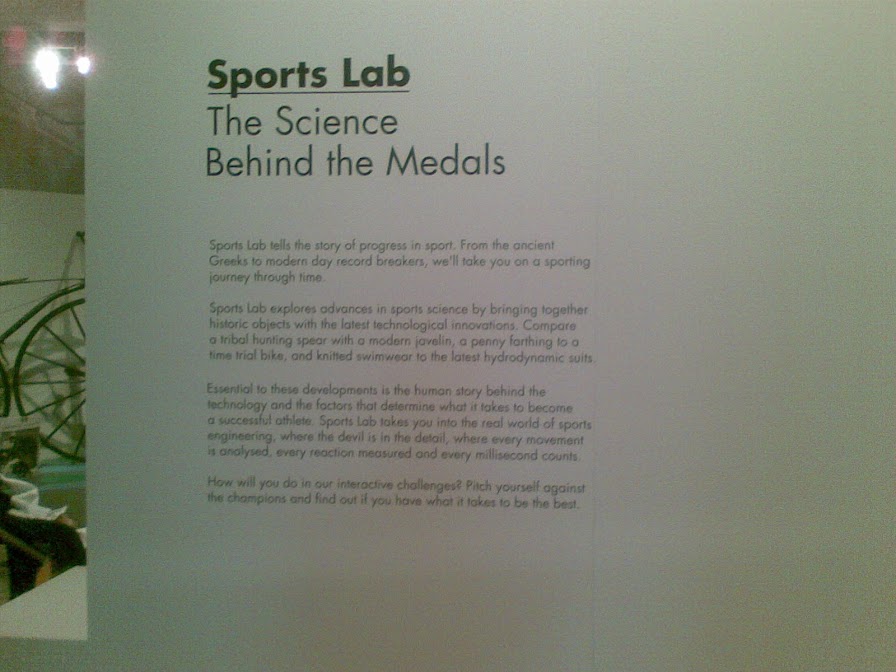 Sports Lab
The Science
Behind the Medals
Sports Lab tells the story of progress in sport. From the ancient
Greeks to modern day record breakers, we'll take you on a sporting
journey through time.
Sports Lab explores advances in sports science by bringing together
historic objects with the latest technological innovations. Compare
a tribal hunting spear with a modern javelin, a penny farthing to a
time trial bike, and knitted swimwear to the latest hydrodynamic suits.
Essential to these developments is the human story behind the
technology and the factors that determine what it takes to become
a successful athlete. Sports Lab takes you into the real world of sports
engineering, where the devil is in the detail, where every movement
is analysed, every reaction measured and every millisecond counts.
How will you do in our interactive challenges? Pitch yourself against
the champions and find out if you have what it takes to be the best.